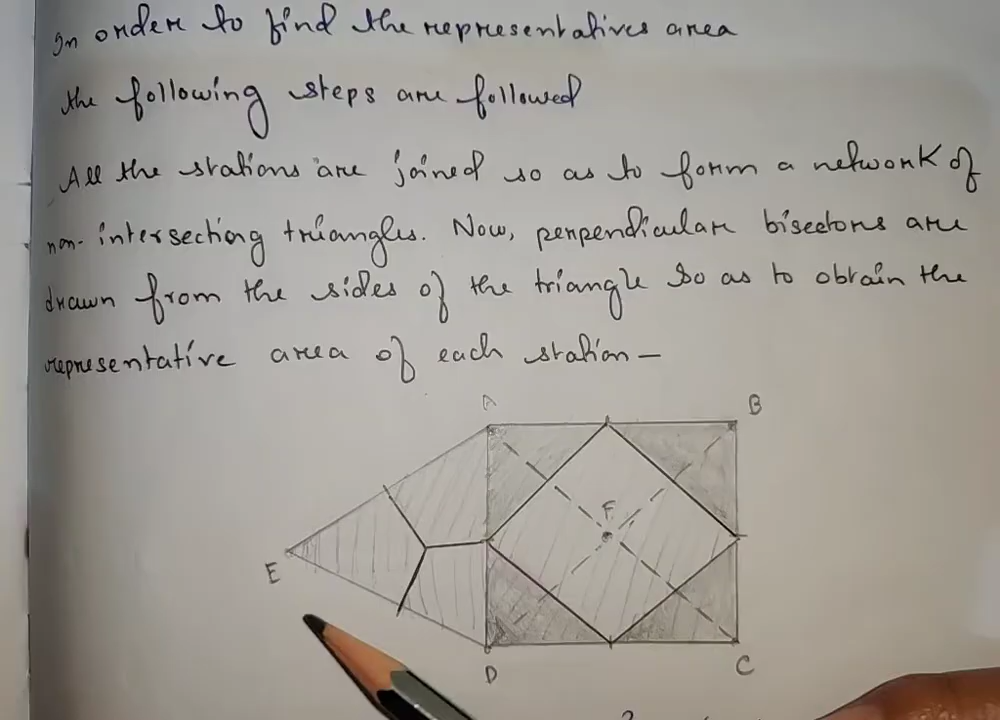 In order to find the representatives area
the following steps are followed
All the stations are joined so as to form a network of
non-intersecting triangles. Now, perpendicular bisectors are
drawn from the sides of the triangle so as to obtain the
representative area of each station -
A
B
F
E
D
C